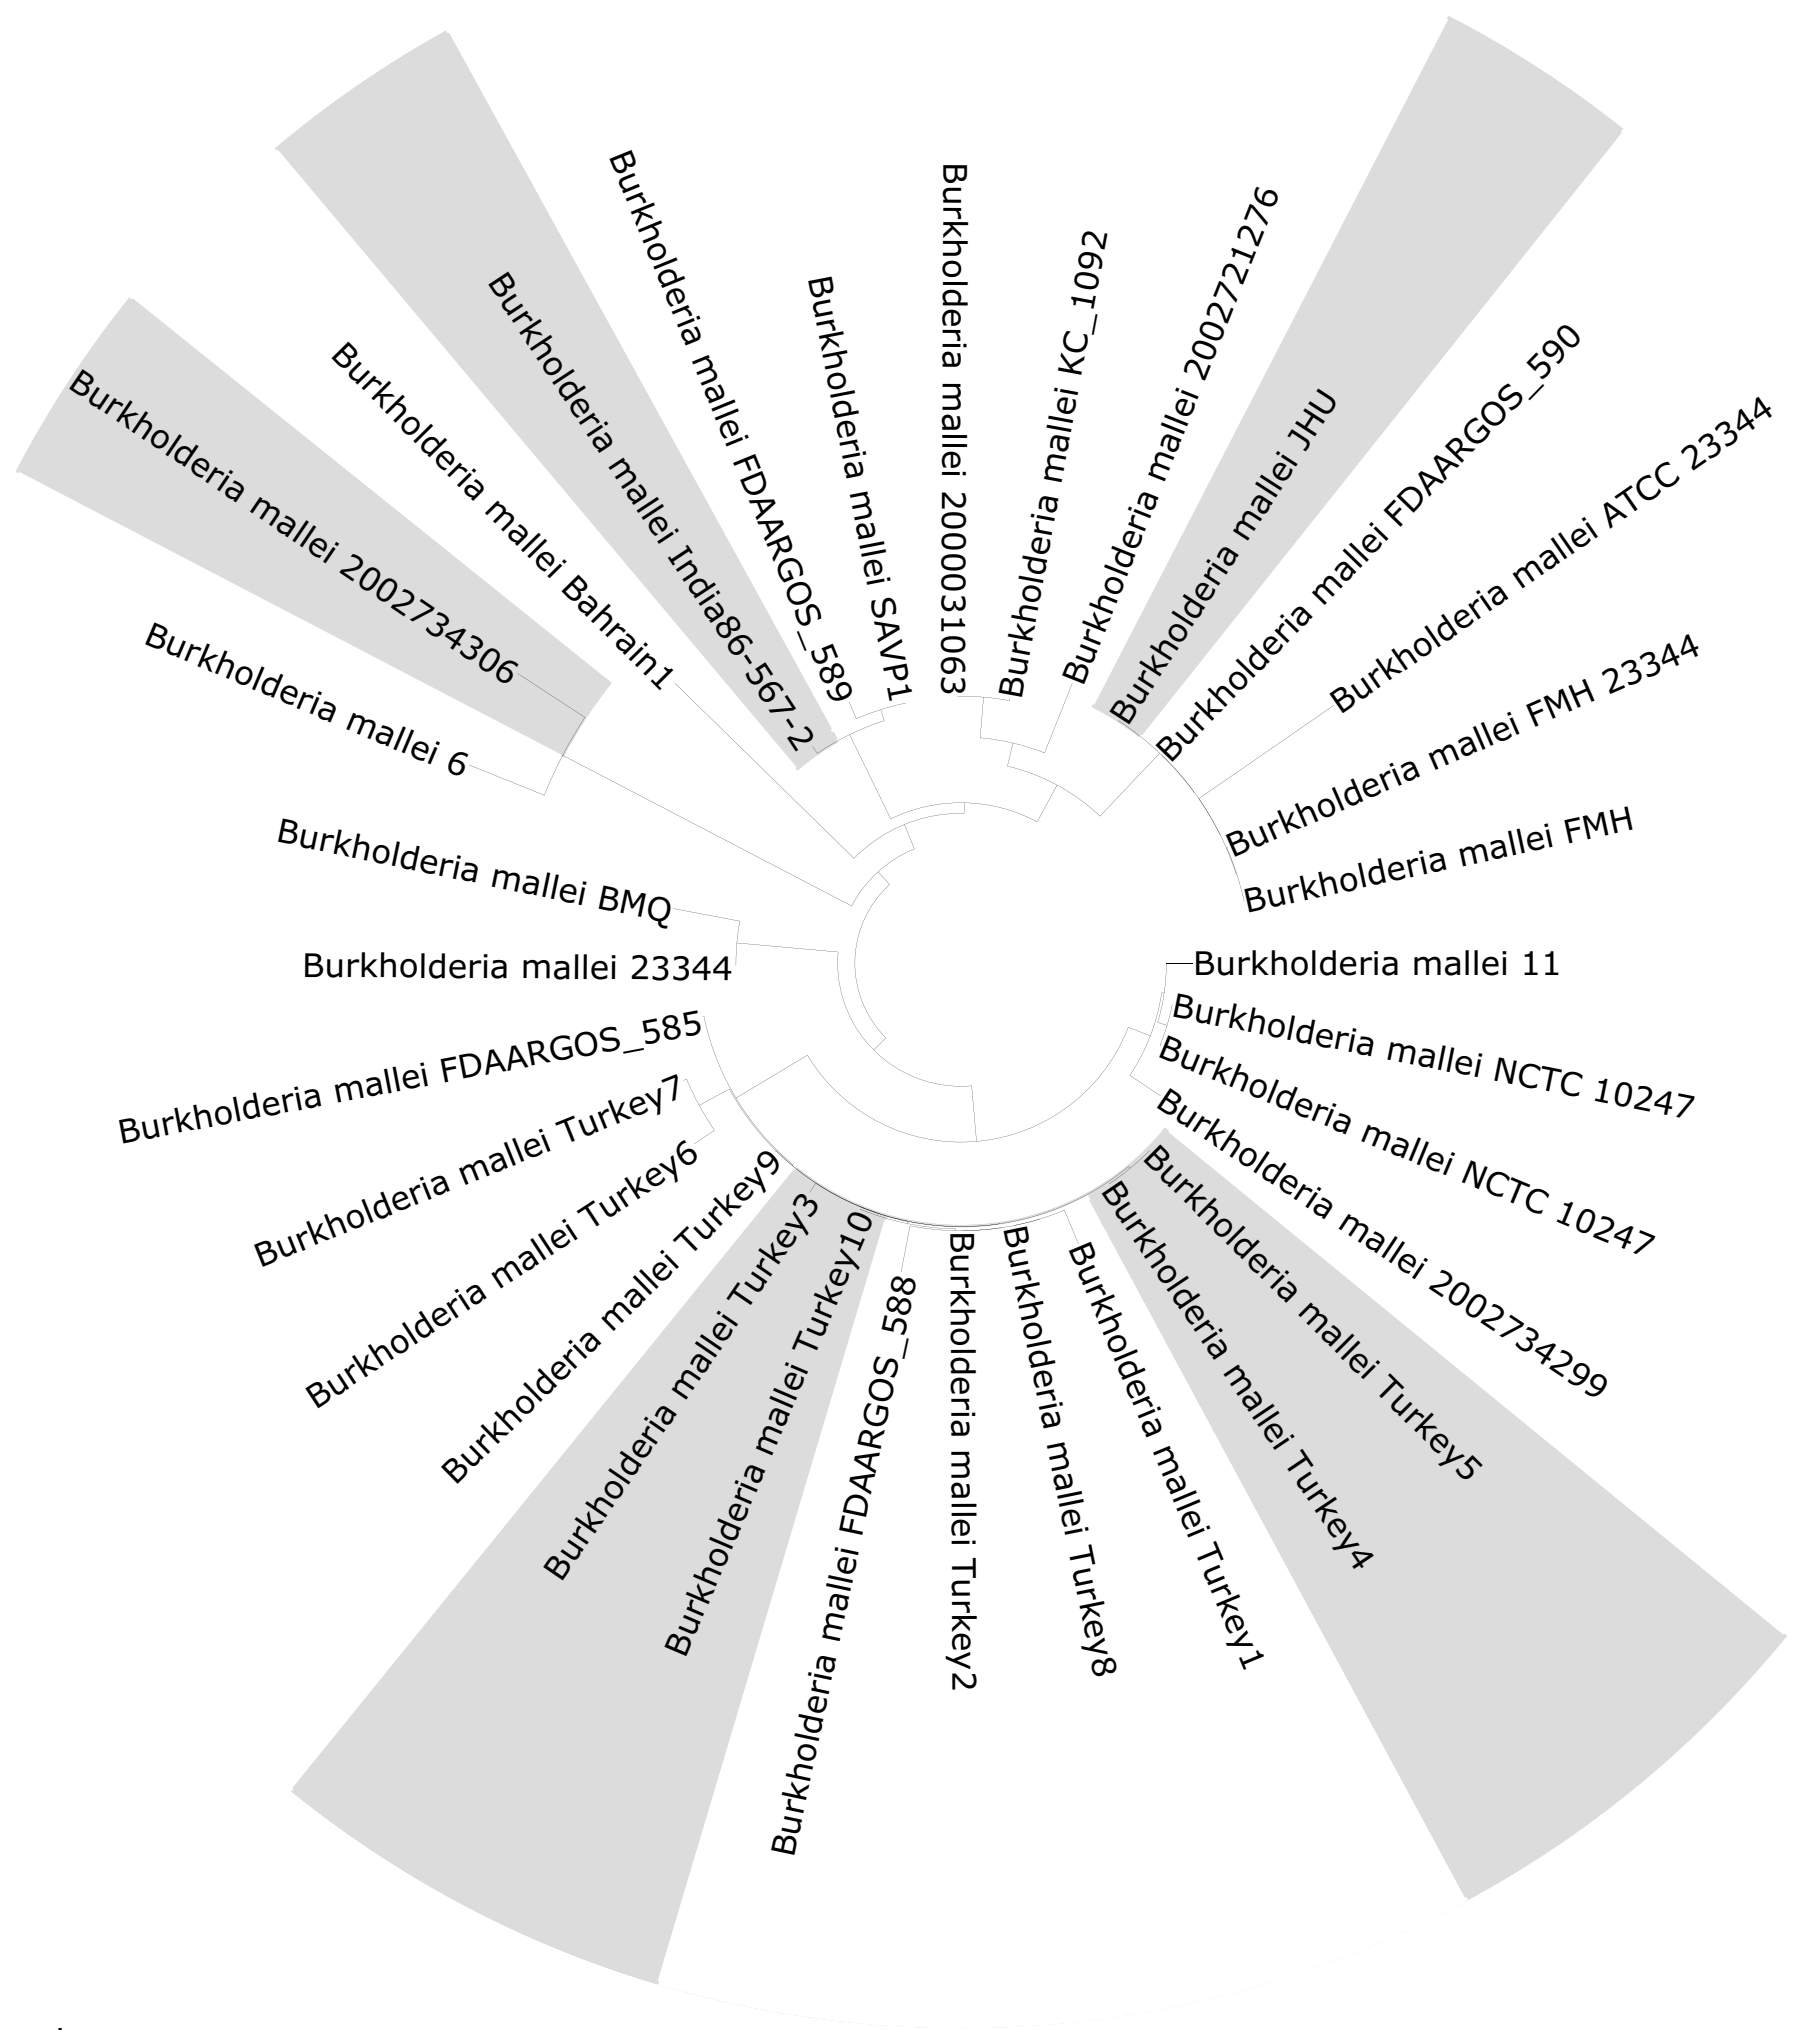 Burkholderia mallei 2000031063
Burkholderia mallei KC_1092
Burkholderia mallei 2002721276
Burkholderia mallei JHU
Burkholderia mallei FDAARGOS_590
Burkholderia mallei ATCC 23344
Burkholderia mallei FMH 23344
Burkholderia mallei FMH
Burkholderia mallei 11
Burkholderia mallei NCTC 10247
Burkholderia mallei NCTC 10247
Burkholderia mallei 2002734299
Burkholderia mallei Turkey5
Burkholderia mallei Turkey4
Burkholderia mallei Turkey1
Burkholderia mallei Turkey8
Burkholderia mallei Turkey2
Burkholderia mallei FDAARGOS_588
Burkholderia mallei Turkey10
Burkholderia mallei Turkey3
Burkholderia mallei Turkey9
Burkholderia mallei Turkey6
Burkholderia mallei Turkey7
Burkholderia mallei FDAARGOS_585
Burkholderia mallei 23344
Burkholderia mallei BMQ
Burkholderia mallei 6
Burkholderia mallei 2002734306
Burkholderia mallei Bahrain1
Burkholderia mallei India86-567-2
Burkholderia mallei FDAARGOS_589
Burkholderia mallei SAVP1